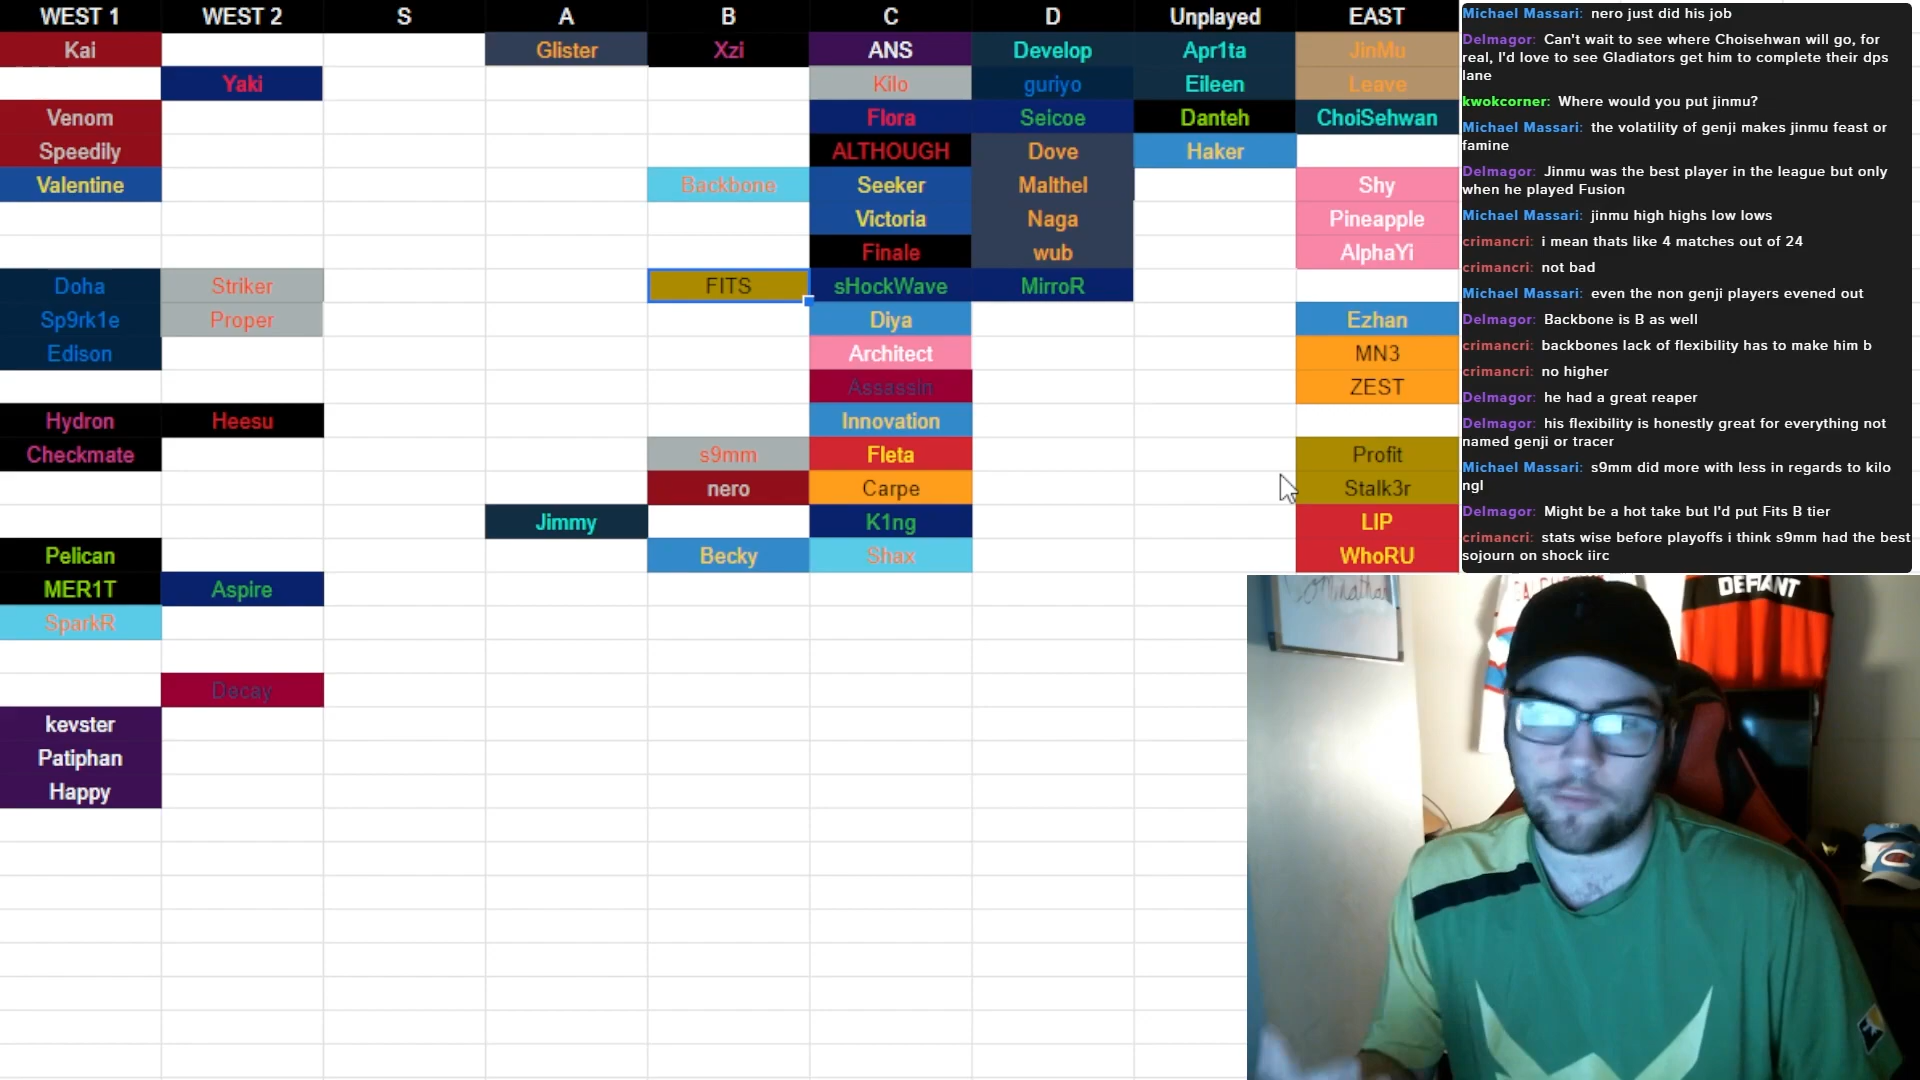 WEST 1 WEST 2 S A B C D Unplayed EAST
Kai Glister Xzi ANS Develop Apr1ta JinMu
Yaki Kilo guriyo Eileen Leave
Venom Flora Seicoe Danteh ChoiSehwan
Speedily ALTHOUGH Dove Haker
Valentine Backbone Seeker Malthel Shy
Victoria Naga Pineapple
Finale wub AlphaYi
Doha Striker FITS sHockWave MirroR
Sp9rk1e Proper Diya Ezhan
Edison Architect MN3
Assassin ZEST
Hydron Heesu Innovation
Checkmate s9mm Fleta Profit
nero Carpe Stalk3r
Jimmy K1ng LIP
Pelican Becky Shax WhoRU
MER1T Aspire
SparkR
Decay
kevster
Patiphan
Happy
Michael Massari: nero just did his job
Delmagor: Can't wait to see where Choisehwan will go, for
real, I'd love to see Gladiators get him to complete their dps
lane
kwokcorner: Where would you put jinmu?
Michael Massari: the volatility of genji makes jinmu feast or
famine
Delmagor: Jinmu was the best player in the league but only
when he played Fusion
Michael Massari: jinmu high highs low lows
crimancri: i mean thats like 4 matches out of 24
crimancri: not bad
Michael Massari: even the non genji players evened out
Delmagor: Backbone is B as well
crimancri: backbones lack of flexibility has to make him b
crimancri: no higher
Delmagor: he had a great reaper
Delmagor: his flexibility is honestly great for everything not
named genji or tracer
Michael Massari: s9mm did more with less in regards to kilo
ngl
Delmagor: Might be a hot take but I'd put Fits B tier
crimancri: stats wise before playoffs i think s9mm had the best
sojourn on shock iirc
DEFIANT